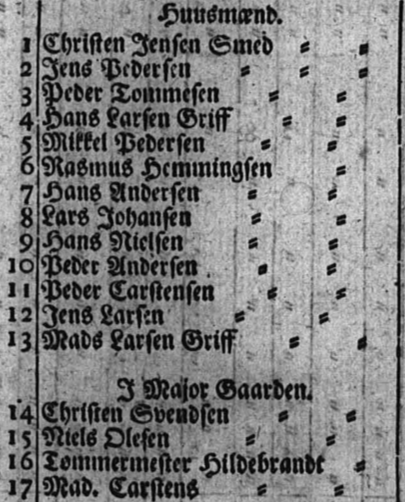 Huusmænd.
1 Christen Jensen Smed
2 Jens Pedersen
3 Peder Tommesen
4 Hans Larsen Griff
5 Mikkel Pedersen
6 Rasmus Hemmingsen
7 Hans Andersen
8 Lars Johansen
9 Hans Nielsen
10 Peder Andersen
11 Peder Carstensen
12 Jens Larsen
13 Mads Larsen Griff
I Major Gaarden.
14 Christen Svendsen
15 Niels Olesen
16 Tømmermester Hildebrandt
17 Mad. Carstens